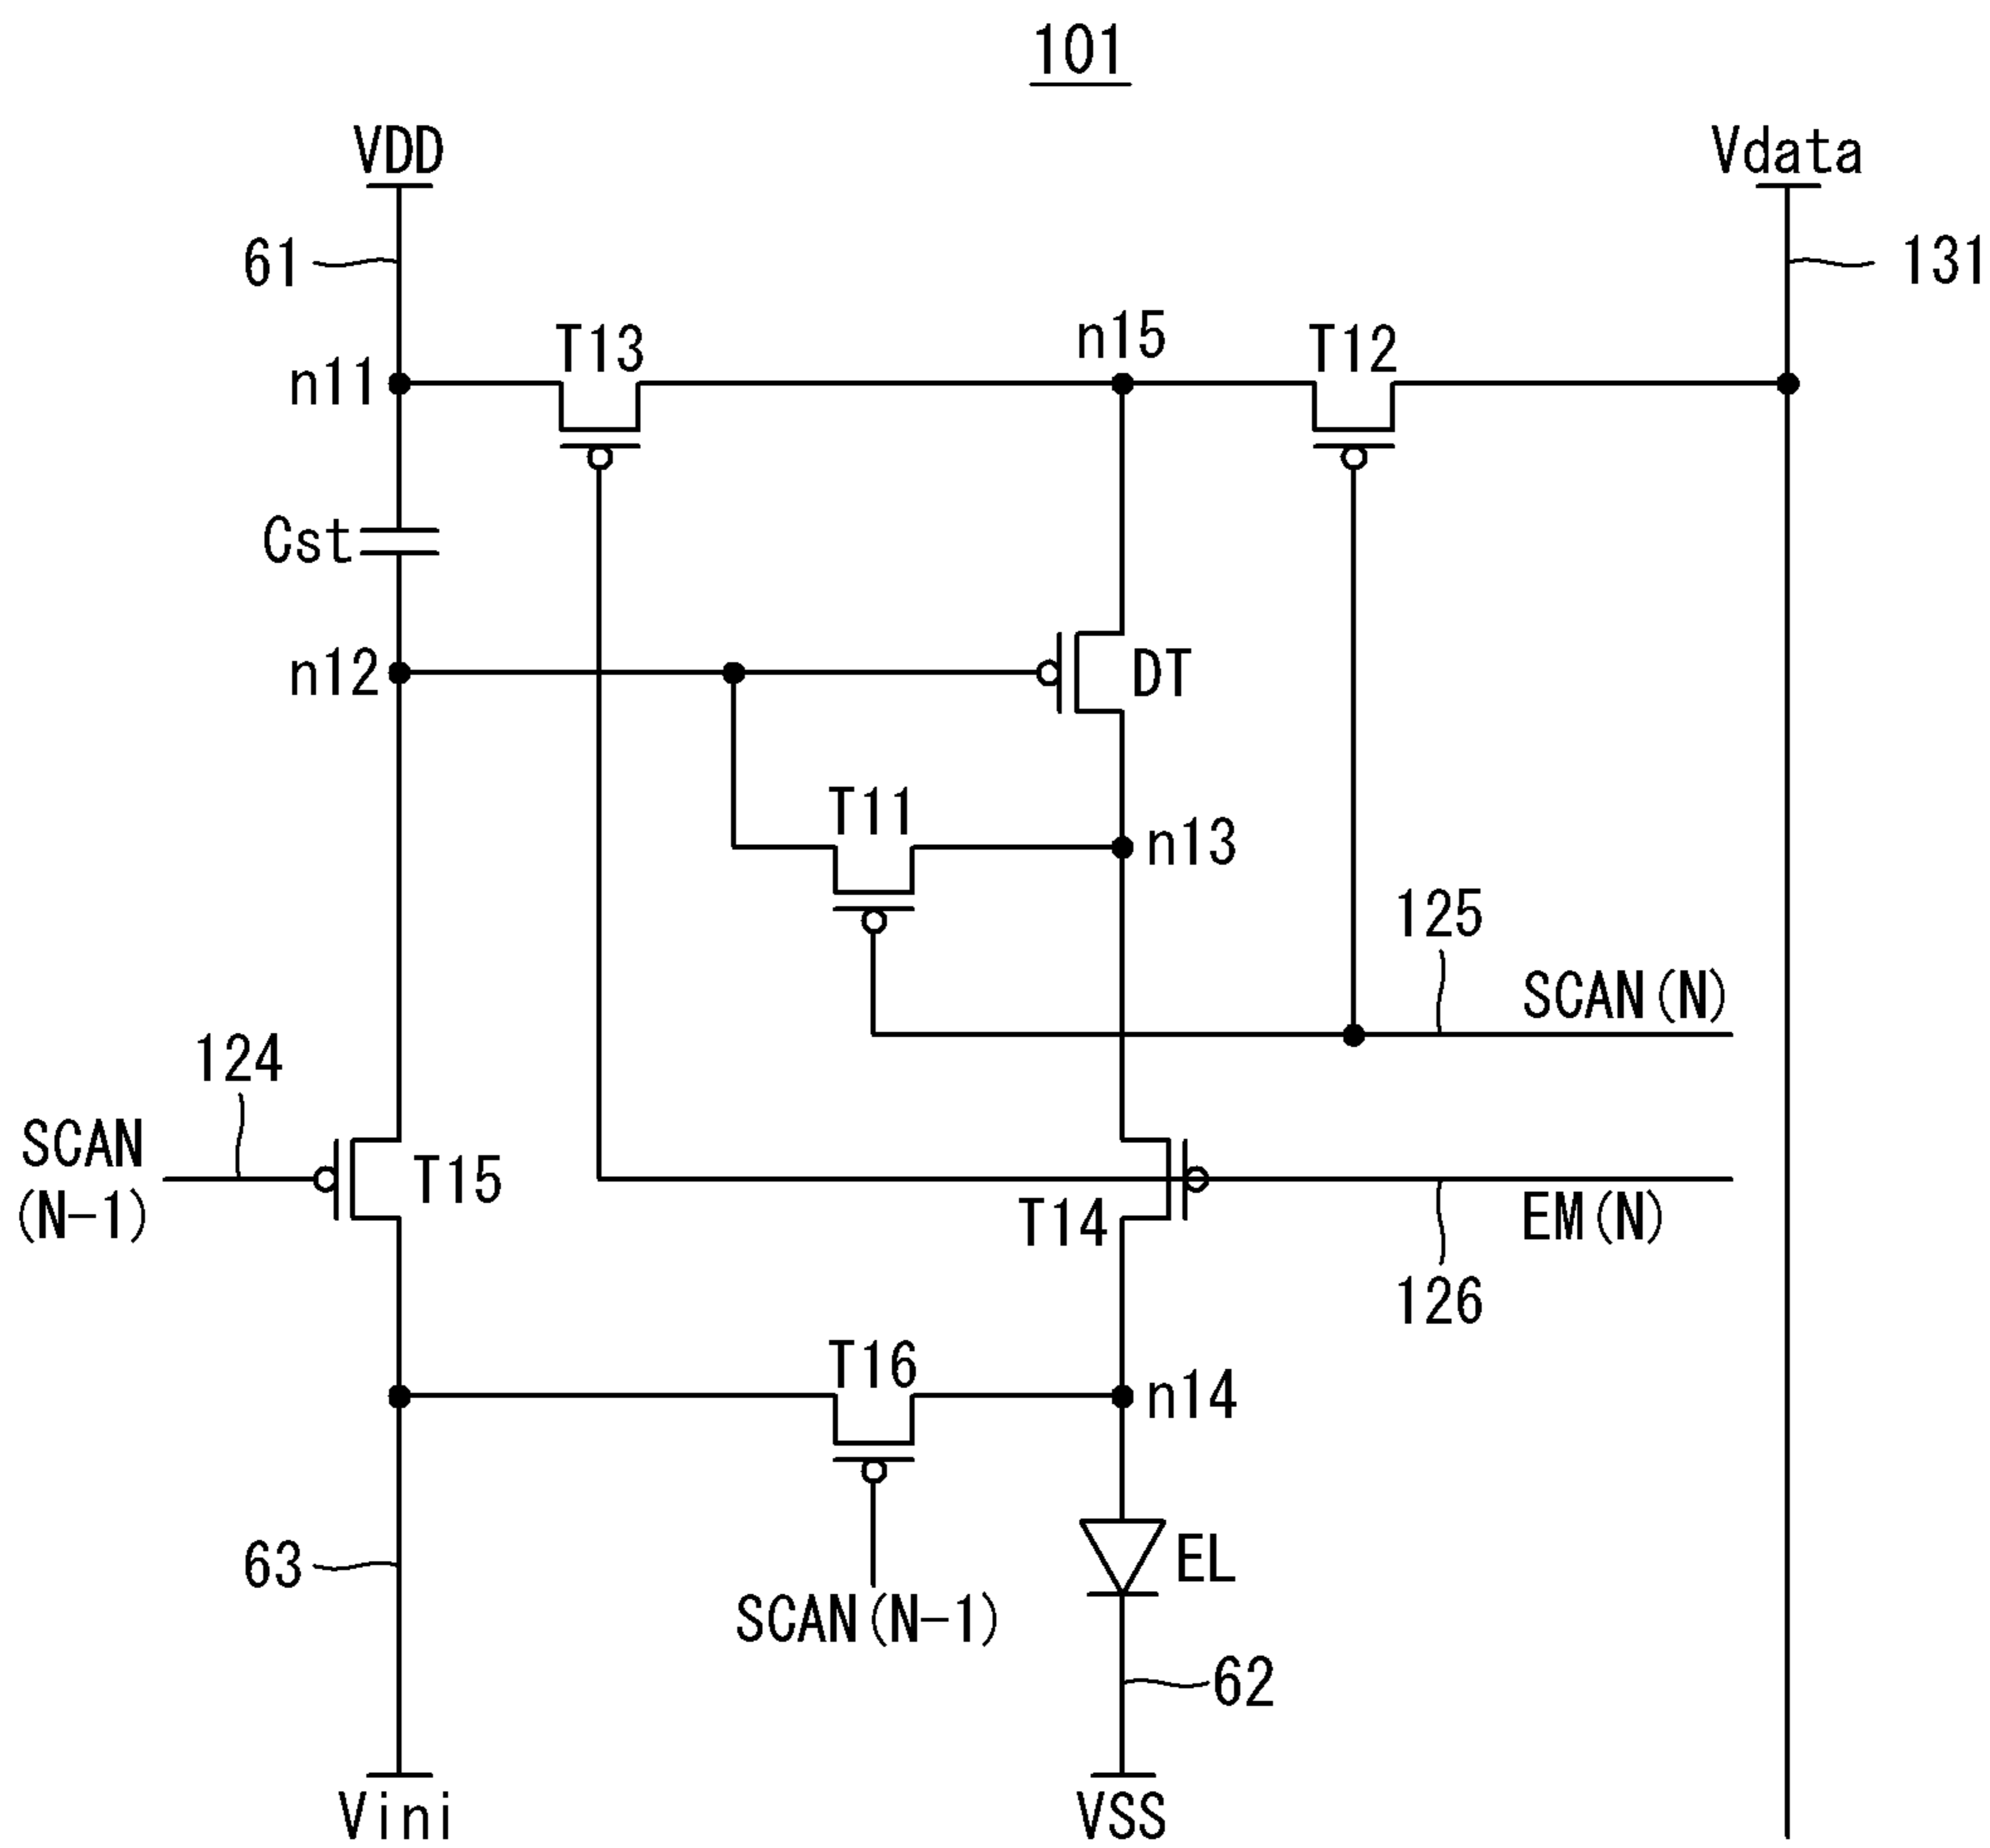 101
VDD
Vdata
61
131
T13
n15
T12
n11
Cst
n12
DT
T11
n13
125
SCAN(N)
124
SCAN
(N-1)
T15
T14
EM(N)
126
T16
n14
63
EL
SCAN(N-1)
62
Vini
VSS